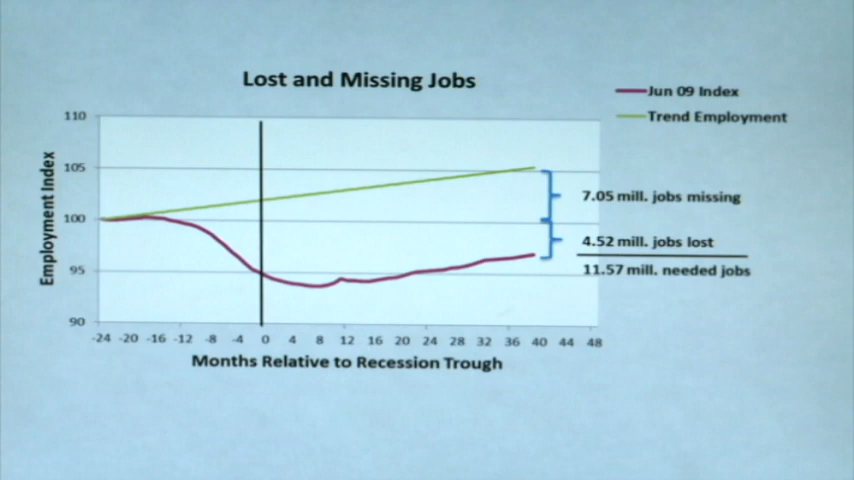 Lost and Missing Jobs
Jun 09 Index
Trend Employment
110
105
100
95
90
Employment Index
7.05 mill. jobs missing
4.52 mill. jobs lost
11.57 mill. needed jobs
-24 -20 -16 -12 -8 -4 0 4 8 12 16 20 24 28 32 36 40 44 48
Months Relative to Recession Trough